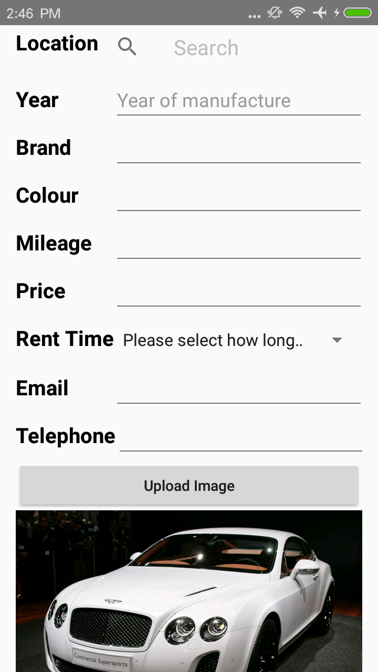 2:46 PM
Location Search
Year Year of manufacture
Brand
Colour
Mileage
Price
Rent Time Please select how long..
Email
Telephone
Upload Image
Continental Supersports